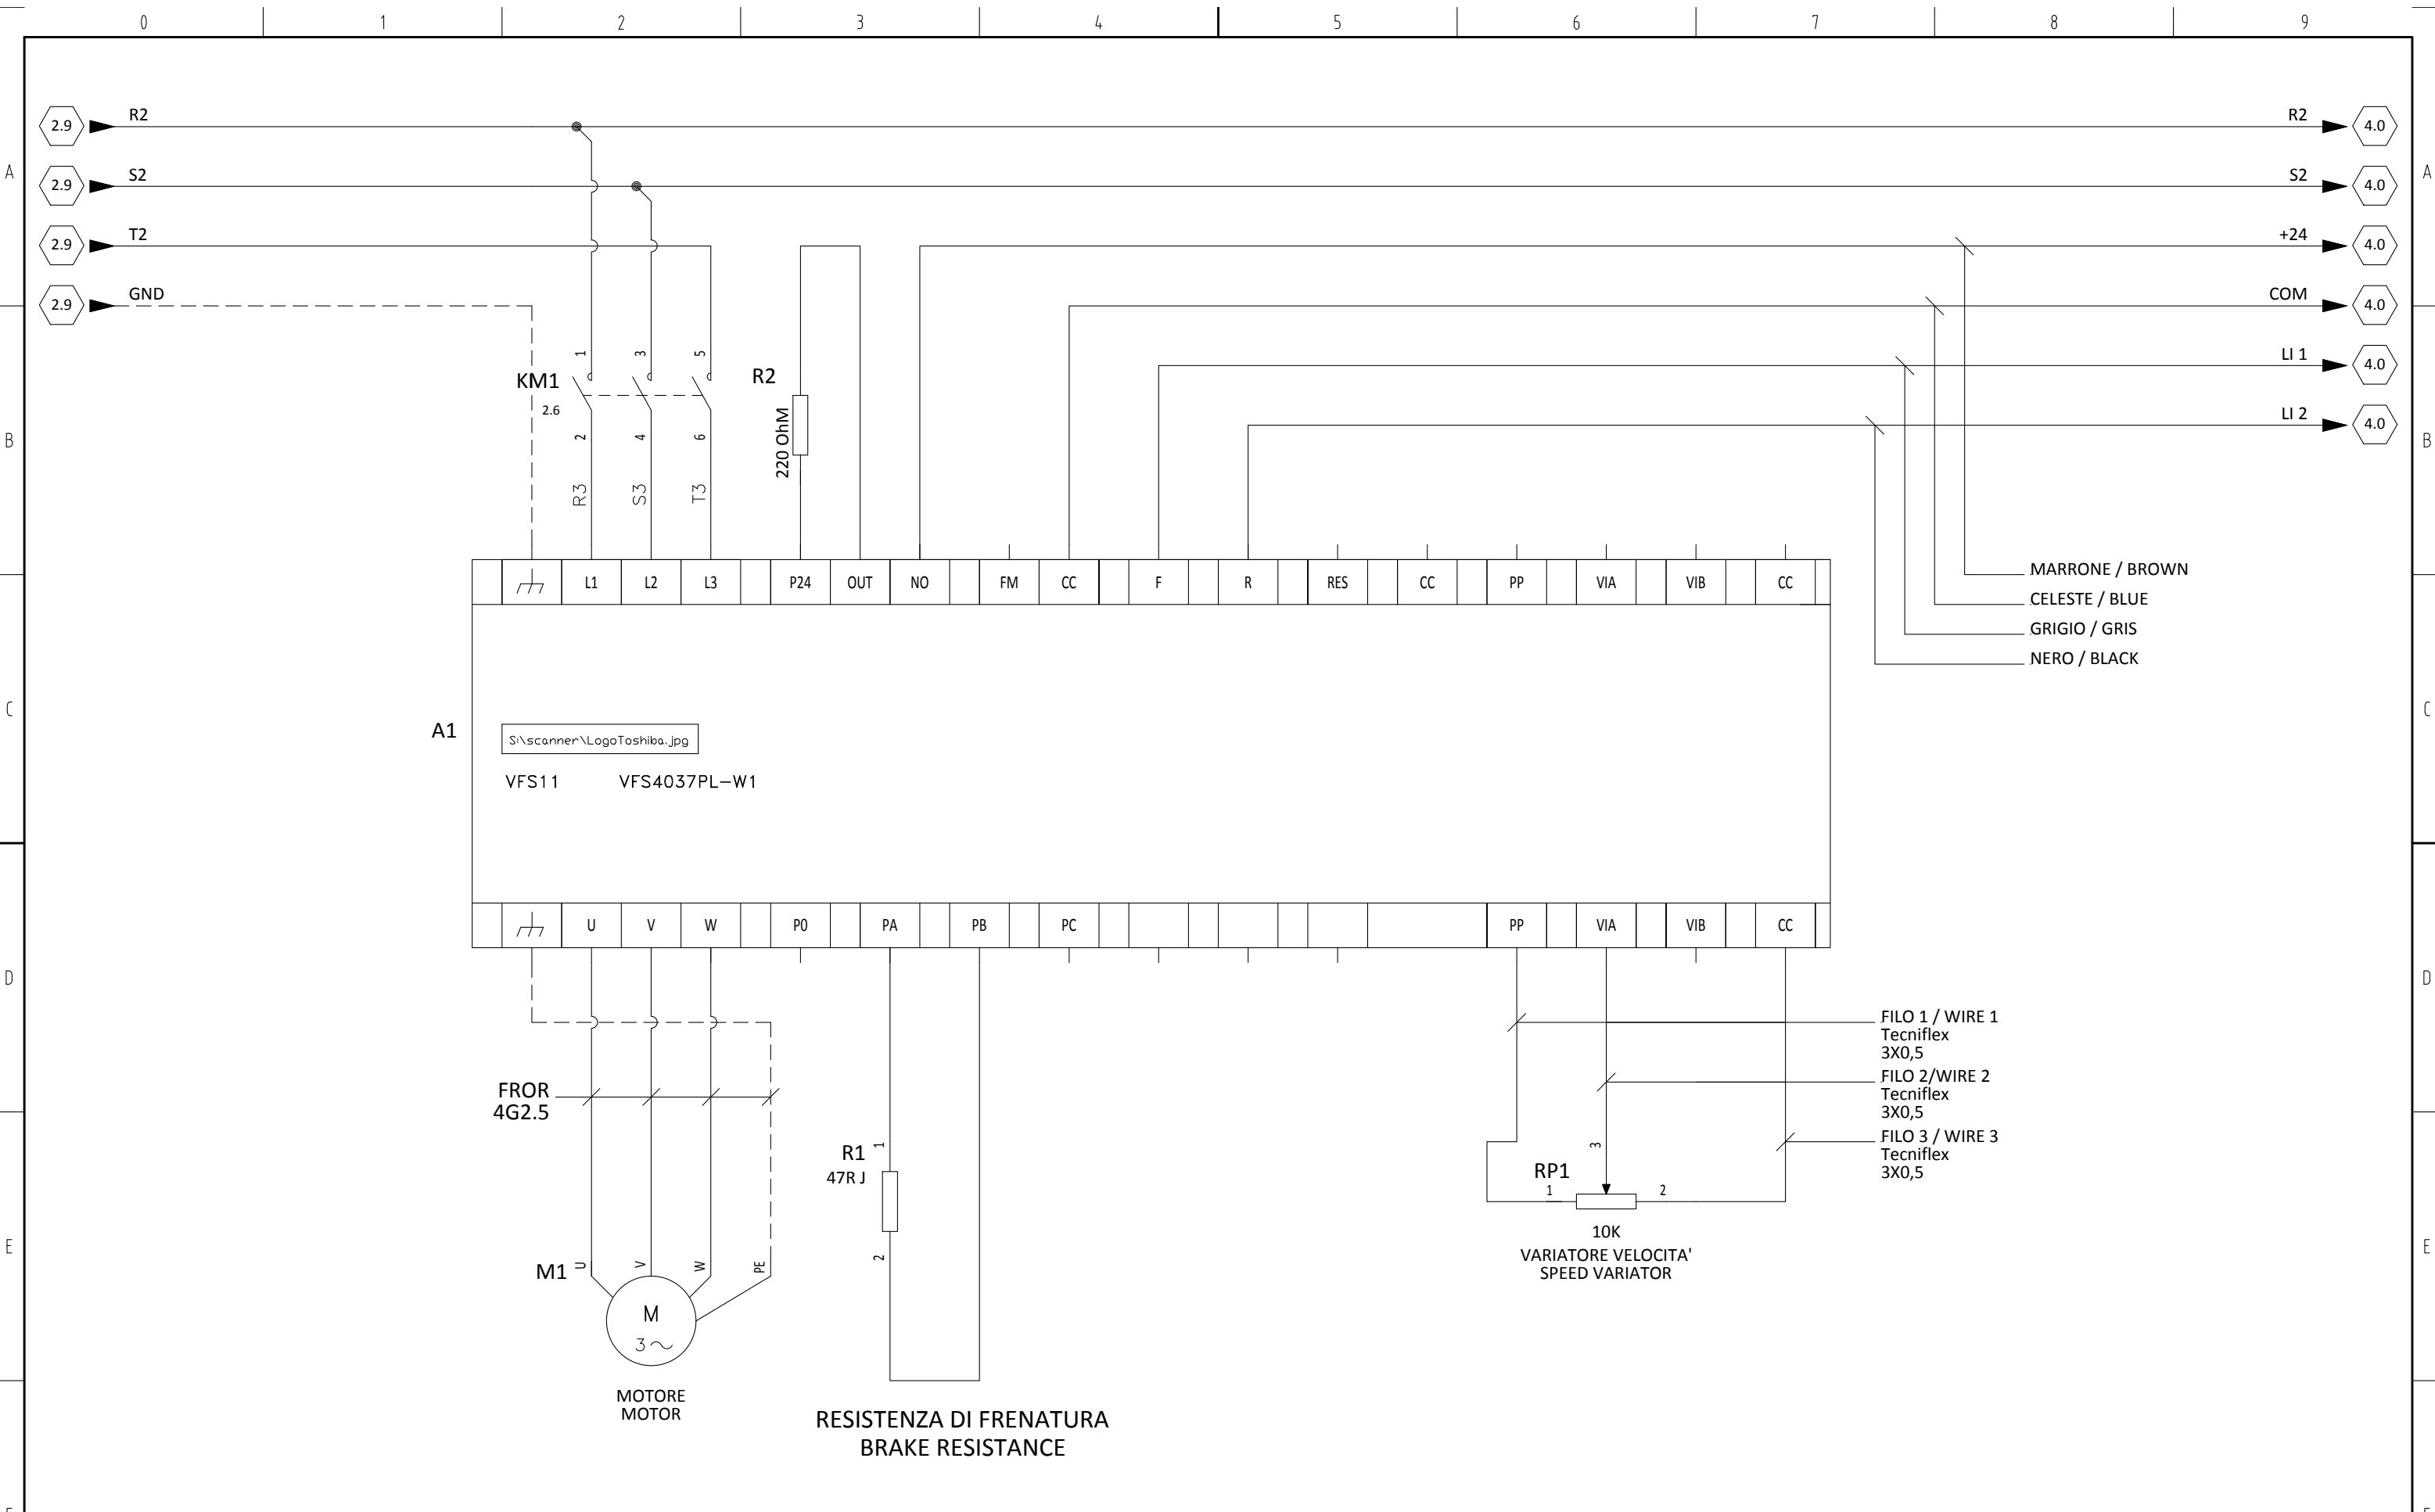 0 1 2 3 4 5 6 7 8 9
2.9 R2 R2 4.0
A A
2.9 S2 S2 4.0
2.9 T2 +24 4.0
2.9 GND COM 4.0
1 3 5
LI 1 4.0
KM1 R2
2.6
LI 2 4.0
2 4 6 220 OhM
B B
R3 S3 T3
L1 L2 L3 P24 OUT NO FM CC F R RES CC PP VIA VIB CC
MARRONE / BROWN
CELESTE / BLUE
GRIGIO / GRIS
NERO / BLACK
C C
A1
S:\scanner\LogoToshiba.jpg
VFS11 VFS4037PL-W1
U V W P0 PA PB PC PP VIA VIB CC
D D
FILO 1 / WIRE 1
Tecniflex
3X0,5
FROR
4G2.5
FILO 2/WIRE 2
Tecniflex
3X0,5
FILO 3 / WIRE 3
Tecniflex
3X0,5
R1 1
47R J
2
RP1
1 3 2
10K
VARIATORE VELOCITA'
SPEED VARIATOR
E E
M1 U V W PE
M
3~
MOTORE
MOTOR
RESISTENZA DI FRENATURA
BRAKE RESISTANCE